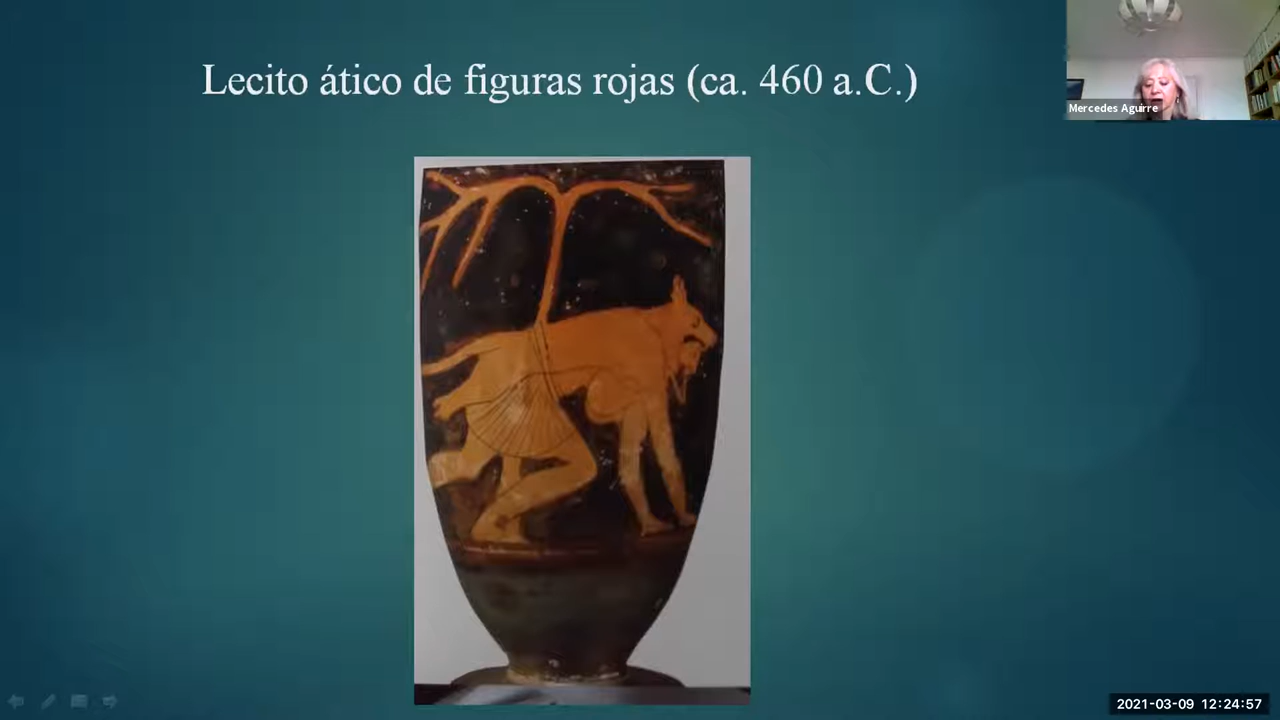 Lecito ático de figuras rojas (ca. 460 a.C.)
Mercedes Aguirre
2021-03-09 12:24:57